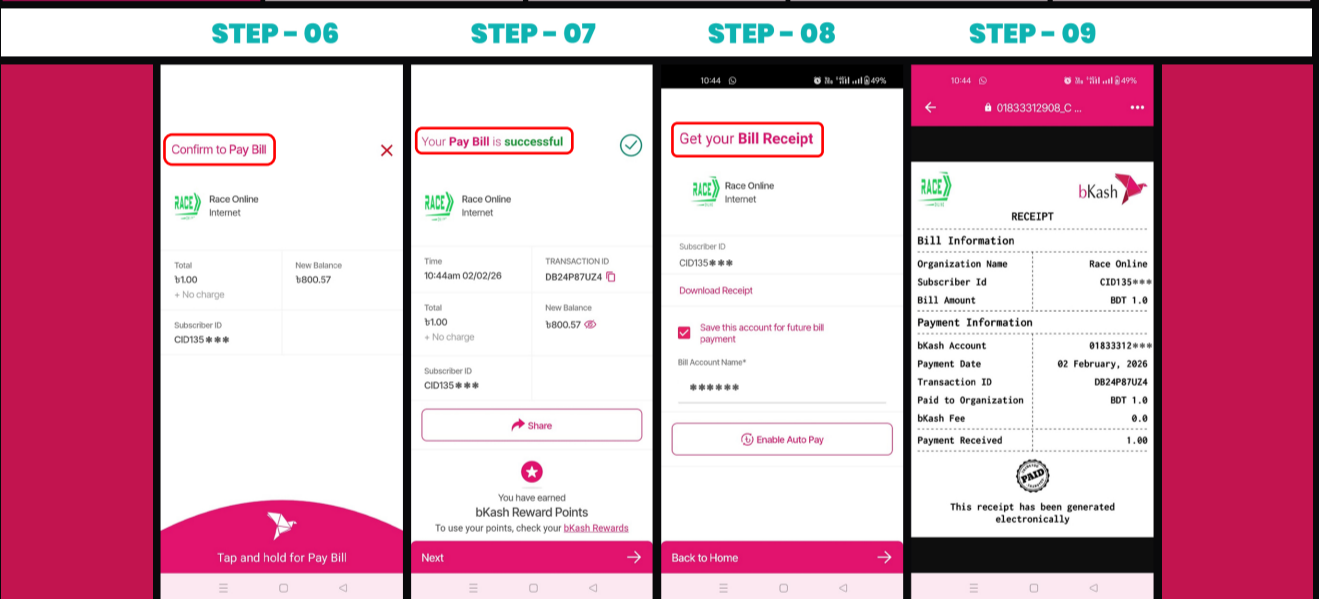 STEP – 06
STEP – 07
STEP – 08
STEP – 09
Confirm to Pay Bill
RACE
Race Online
Internet
Total
৳1.00
+ No charge
New Balance
৳800.57
Subscriber ID
CID135✱✱✱
Tap and hold for Pay Bill
Your Pay Bill is successful
RACE
Race Online
Internet
Time
10:44am 02/02/26
TRANSACTION ID
DB24P87UZ4
Total
৳1.00
+ No charge
New Balance
৳800.57
Subscriber ID
CID135✱✱✱
Share
You have earned
bKash Reward Points
To use your points, check your bKash Rewards
Next
10:44
49%
Get your Bill Receipt
RACE
Race Online
Internet
Subscriber ID
CID135✱✱✱
Download Receipt
Save this account for future bill
payment
Bill Account Name*
✱✱✱✱✱✱
Enable Auto Pay
Back to Home
10:44
49%
01833312908_C ...
RACE
bKash
RECEIPT
Bill Information
Organization Name Race Online
Subscriber Id CID135✱✱✱
Bill Amount BDT 1.0
Payment Information
bKash Account 01833312✱✱✱
Payment Date 02 February, 2026
Transaction ID DB24P87UZ4
Paid to Organization BDT 1.0
bKash Fee 0.0
Payment Received 1.00
PAID
This receipt has been generated
electronically